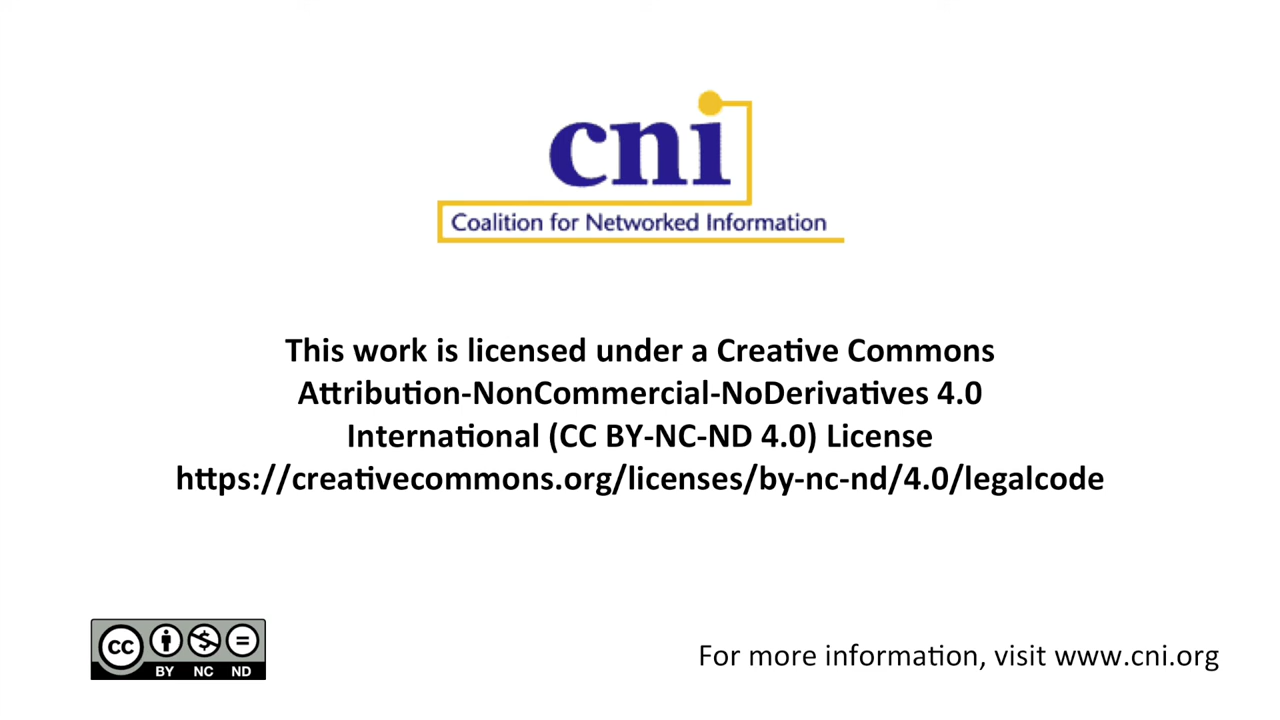 cni
Coalition for Networked Information
This work is licensed under a Creative Commons
Attribution-NonCommercial-NoDerivatives 4.0
International (CC BY-NC-ND 4.0) License
https://creativecommons.org/licenses/by-nc-nd/4.0/legalcode
CC
BY NC ND
For more information, visit www.cni.org